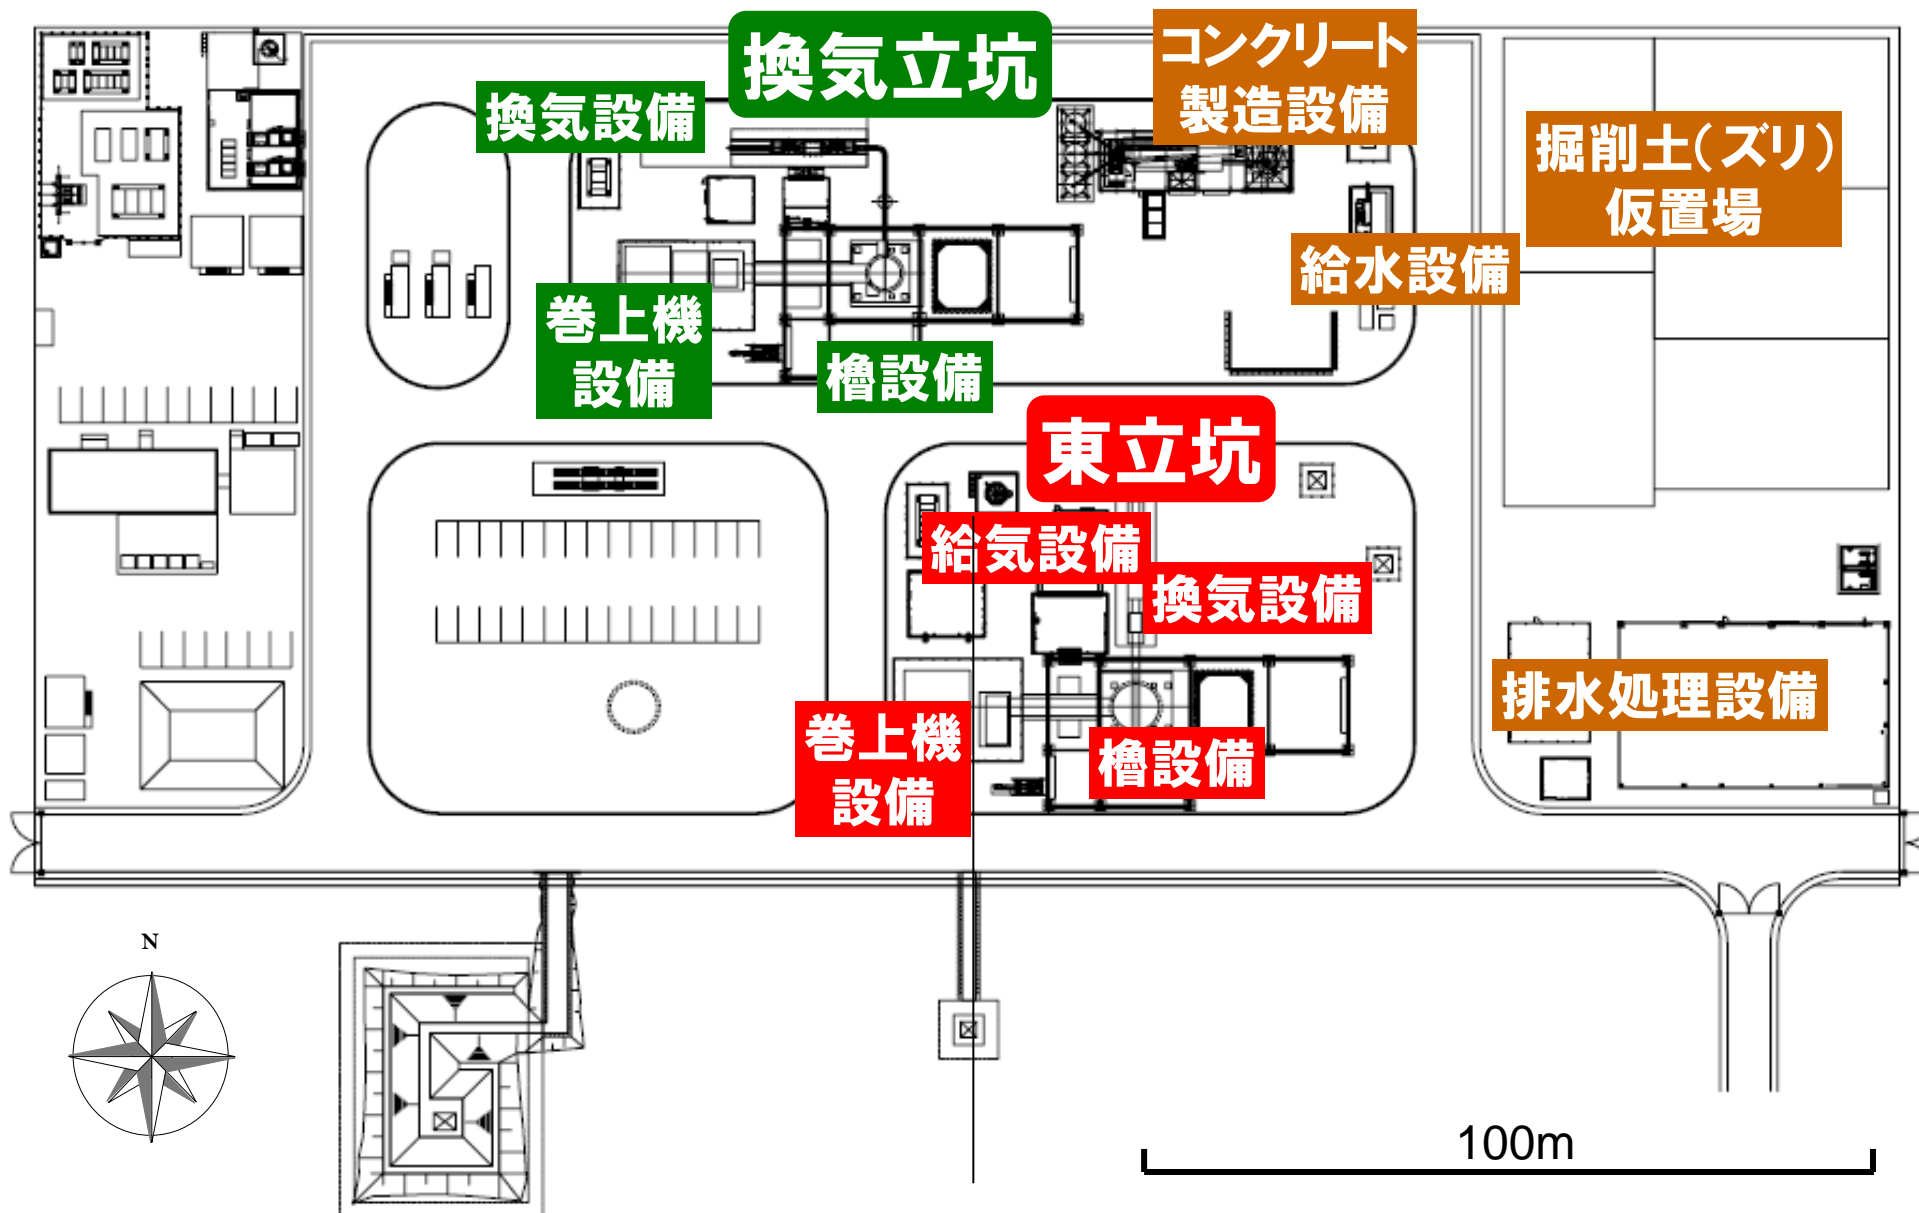 換気立坑
コンクリート
製造設備
換気設備
掘削土(ズリ)
仮置場
給水設備
巻上機
設備
櫓設備
東立坑
給気設備
換気設備
排水処理設備
巻上機
設備
櫓設備
N
100m